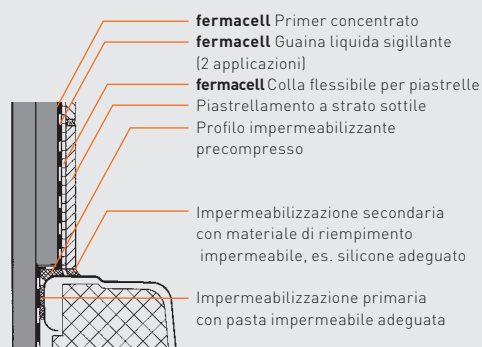 fermacell Primer concentrato
fermacell Guaina liquida sigillante
(2 applicazioni)
fermacell Colla flessibile per piastrelle
Piastrellamento a strato sottile
Profilo impermeabilizzante
precompresso
Impermeabilizzazione secondaria
con materiale di riempimento
impermeabile, es. silicone adeguato
Impermeabilizzazione primaria
con pasta impermeabile adeguata